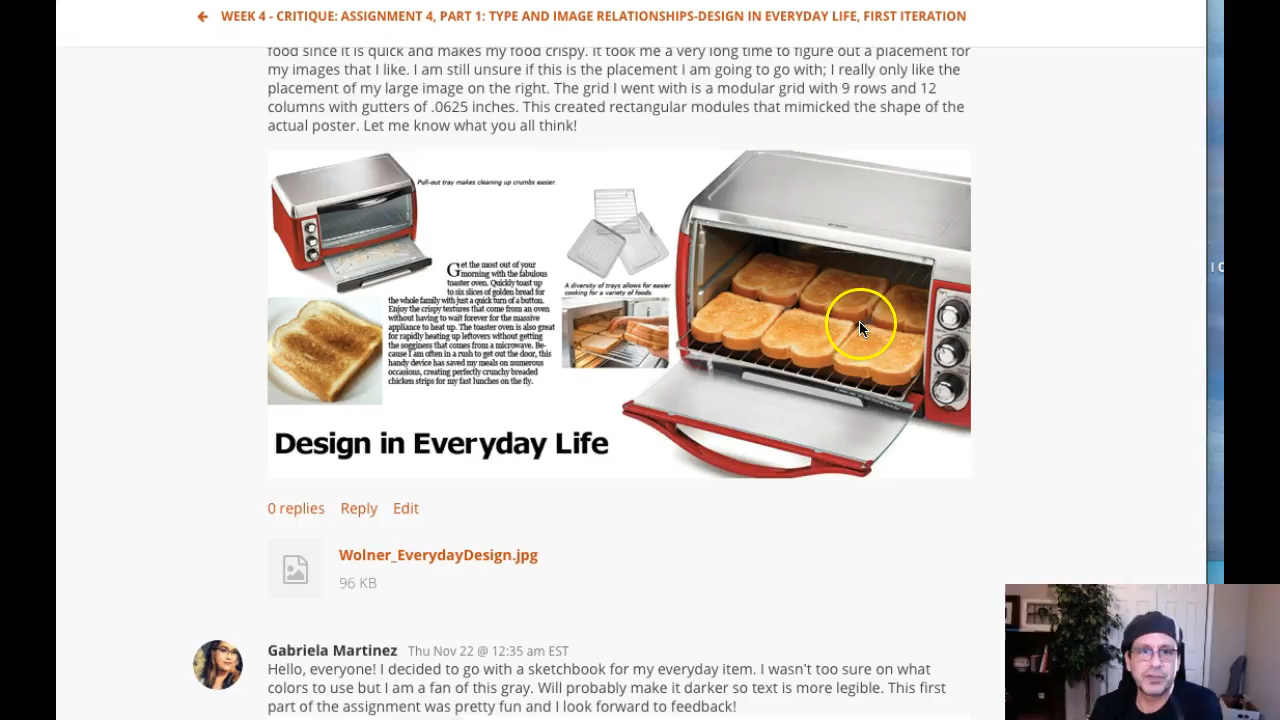 WEEK 4 - CRITIQUE: ASSIGNMENT 4, PART 1: TYPE AND IMAGE RELATIONSHIPS-DESIGN IN EVERYDAY LIFE, FIRST ITERATION
food since it is quick and makes my food crispy. It took me a very long time to figure out a placement for
my images that I like. I am still unsure if this is the placement I am going to go with; I really only like the
placement of my large image on the right. The grid I went with is a modular grid with 9 rows and 12
columns with gutters of .0625 inches. This created rectangular modules that mimicked the shape of the
actual poster. Let me know what you all think!
Pull-out tray makes cleaning up crumbs easier.
Get the most out of your
morning with the fabulous
toaster oven. Quickly toast up
to six slices of golden bread for
the whole family with just a quick turn of a button.
Enjoy the crispy textures that come from an oven
without having to wait forever for the massive
appliance to heat up. The toaster oven is also great
for rapidly heating up leftovers without getting
the sogginess that comes from a microwave. Be-
cause I am often in a rush to get out the door, this
handy device has saved my meals on numerous
occasions, creating perfectly crunchy breaded
chicken strips for my fast lunches on the fly.
A diversity of trays allows for easier
cooking for a variety of foods.
Design in Everyday Life
0 replies Reply Edit
Wolner_EverydayDesign.jpg
96 KB
Gabriela Martinez Thu Nov 22 @ 12:35 am EST
Hello, everyone! I decided to go with a sketchbook for my everyday item. I wasn't too sure on what
colors to use but I am a fan of this gray. Will probably make it darker so text is more legible. This first
part of the assignment was pretty fun and I look forward to feedback!